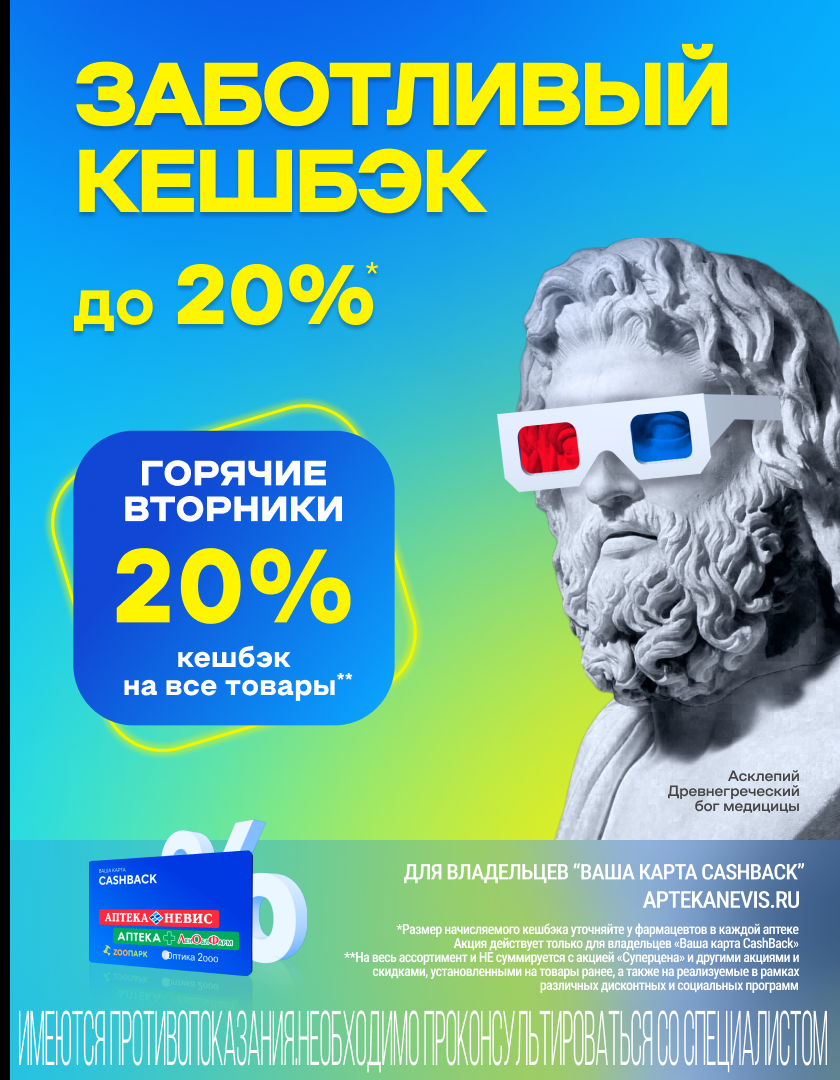 ЗАБОТЛИВЫЙ
КЕШБЭК
до 20%*
ГОРЯЧИЕ
ВТОРНИКИ
20%
кешбэк
на все товары**
Асклепий
Древнегреческий
бог медицицы
%
ВАША КАРТА
CASHBACK
АПТЕКА НЕВИС
АПТЕКА ЛенОблФарм
ZOOПАРК Оптика 2000
ДЛЯ ВЛАДЕЛЬЦЕВ “ВАША КАРТА CASHBACK”
APTEKANEVIS.RU
*Размер начисляемого кешбэка уточняйте у фармацевтов в каждой аптеке
Акция действует только для владельцев «Ваша карта CashBack»
**На весь ассортимент и НЕ суммируется с акцией «Суперцена» и другими акциями и
скидками, установленными на товары ранее, а также на реализуемые в рамках
различных дисконтных и социальных программ
ИМЕЮТСЯ ПРОТИВОПОКАЗАНИЯ.НЕОБХОДИМО ПРОКОНСУЛЬТИРОВАТЬСЯ СО СПЕЦИАЛИСТОМ